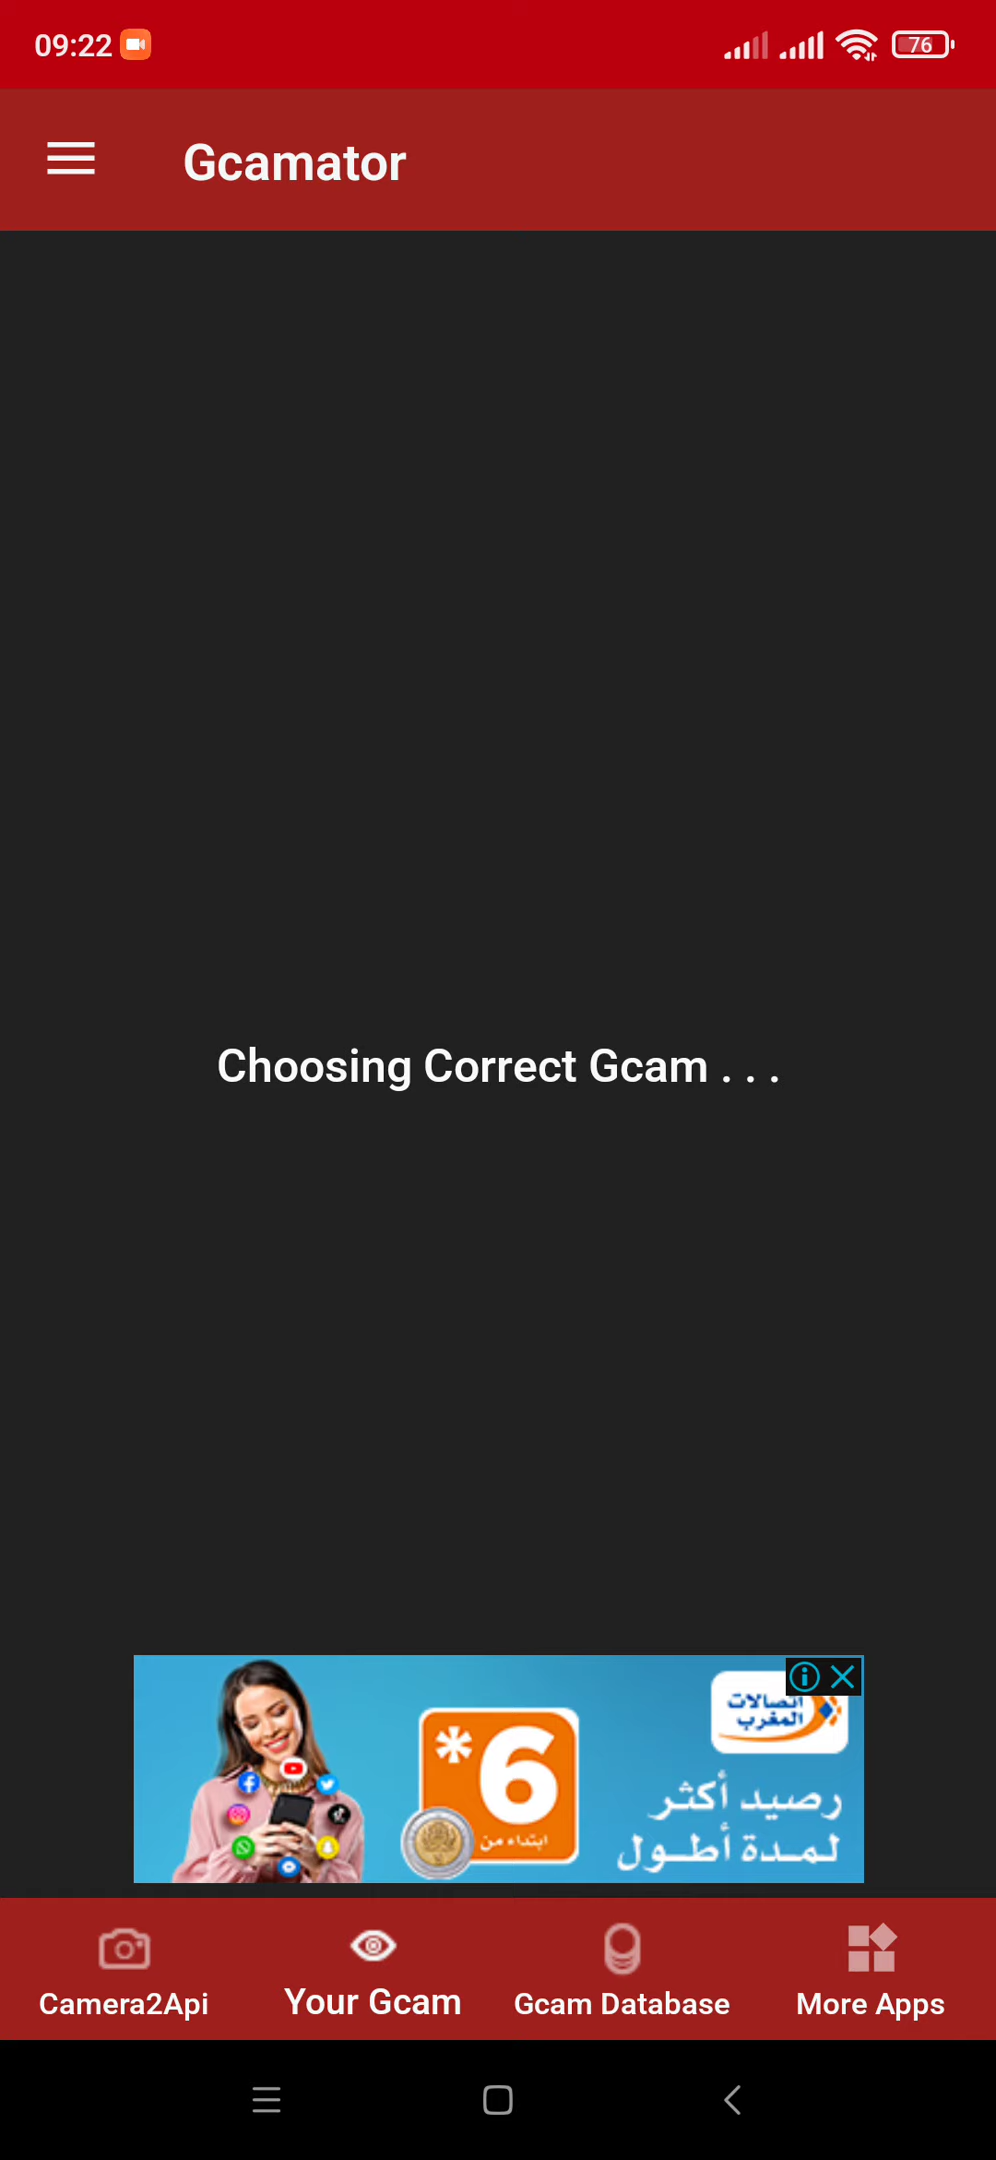 09:22
76
Gcamator
Choosing Correct Gcam . . .
اتصالات
المغرب
*6
ابتداء من
رصيد أكثر
لمدة أطول
Camera2Api
Your Gcam
Gcam Database
More Apps